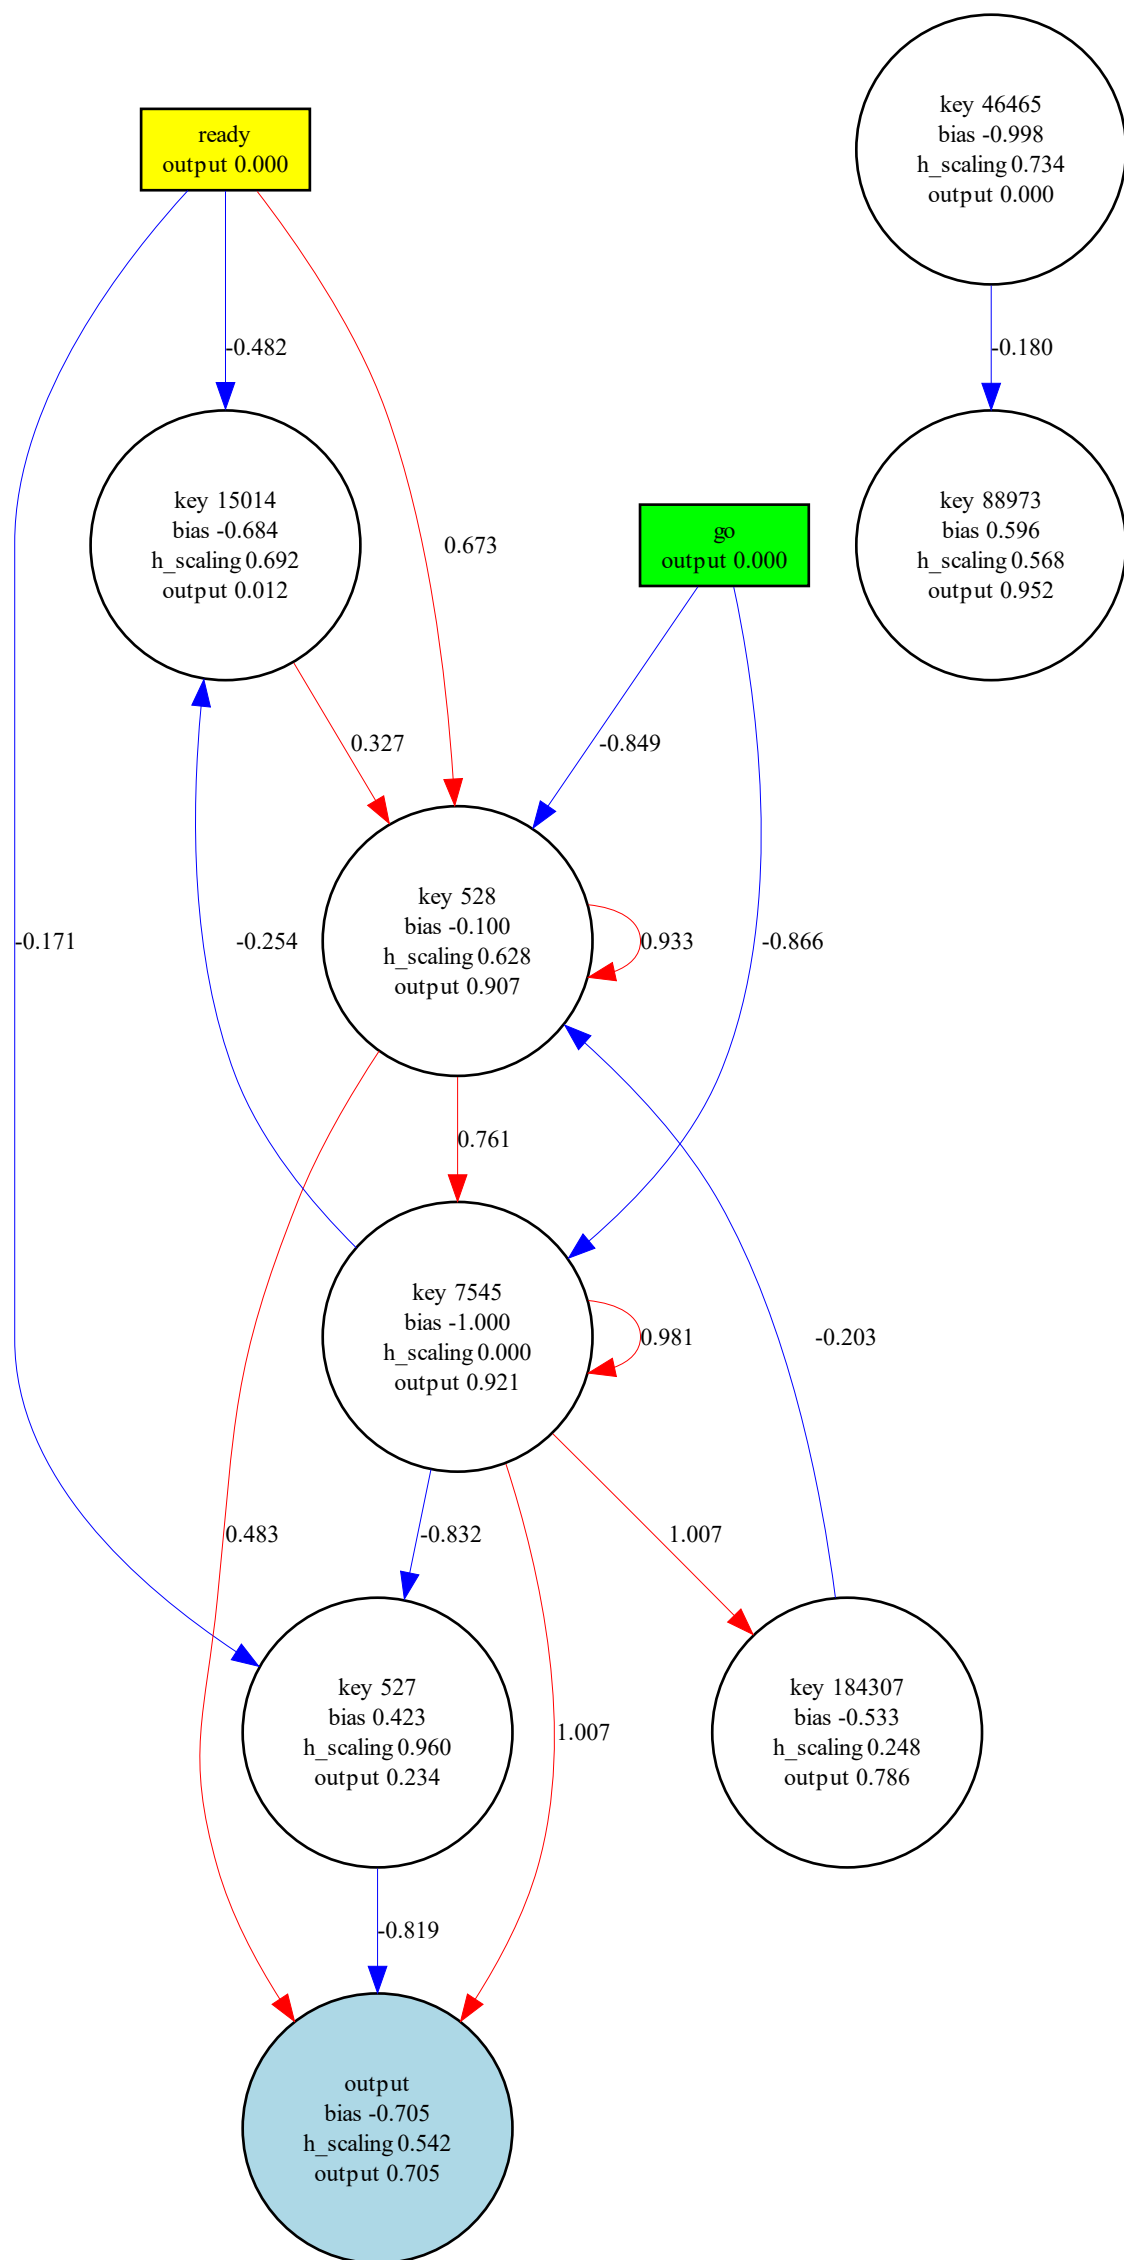 key 46465
bias -0.998
h_scaling 0.734
output 0.000
ready
output 0.000
-0.482
-0.180
key 15014
bias -0.684
h_scaling 0.692
output 0.012
0.673
go
output 0.000
key 88973
bias 0.596
h_scaling 0.568
output 0.952
0.327
-0.849
-0.171
-0.254
key 528
bias -0.100
h_scaling 0.628
output 0.907
0.933
-0.866
0.761
key 7545
bias -1.000
h_scaling 0.000
output 0.921
0.981
-0.203
0.483
-0.832
1.007
key 527
bias 0.423
h_scaling 0.960
output 0.234
1.007
key 184307
bias -0.533
h_scaling 0.248
output 0.786
-0.819
output
bias -0.705
h_scaling 0.542
output 0.705